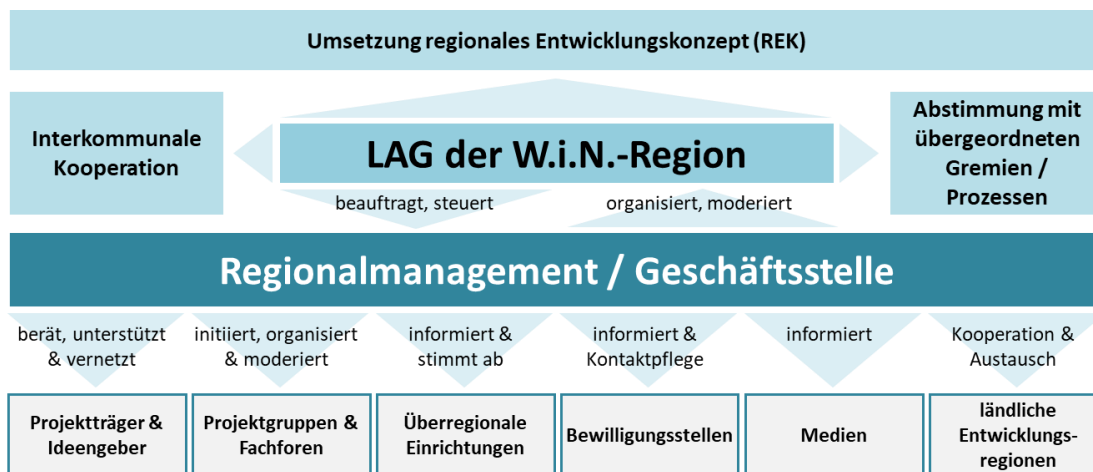 Umsetzung regionales Entwicklungskonzept (REK)
Interkommunale
Kooperation
LAG der W.i.N.-Region
Abstimmung mit
übergeordneten
Gremien /
Prozessen
beauftragt, steuert
organisiert, moderiert
Regionalmanagement / Geschäftsstelle
berät, unterstützt
& vernetzt
initiiert, organisiert
& moderiert
informiert &
stimmt ab
informiert &
Kontaktpflege
informiert
Kooperation &
Austausch
Projektträger &
Ideengeber
Projektgruppen &
Fachforen
Überregionale
Einrichtungen
Bewilligungsstellen
Medien
ländliche
Entwicklungs-
regionen